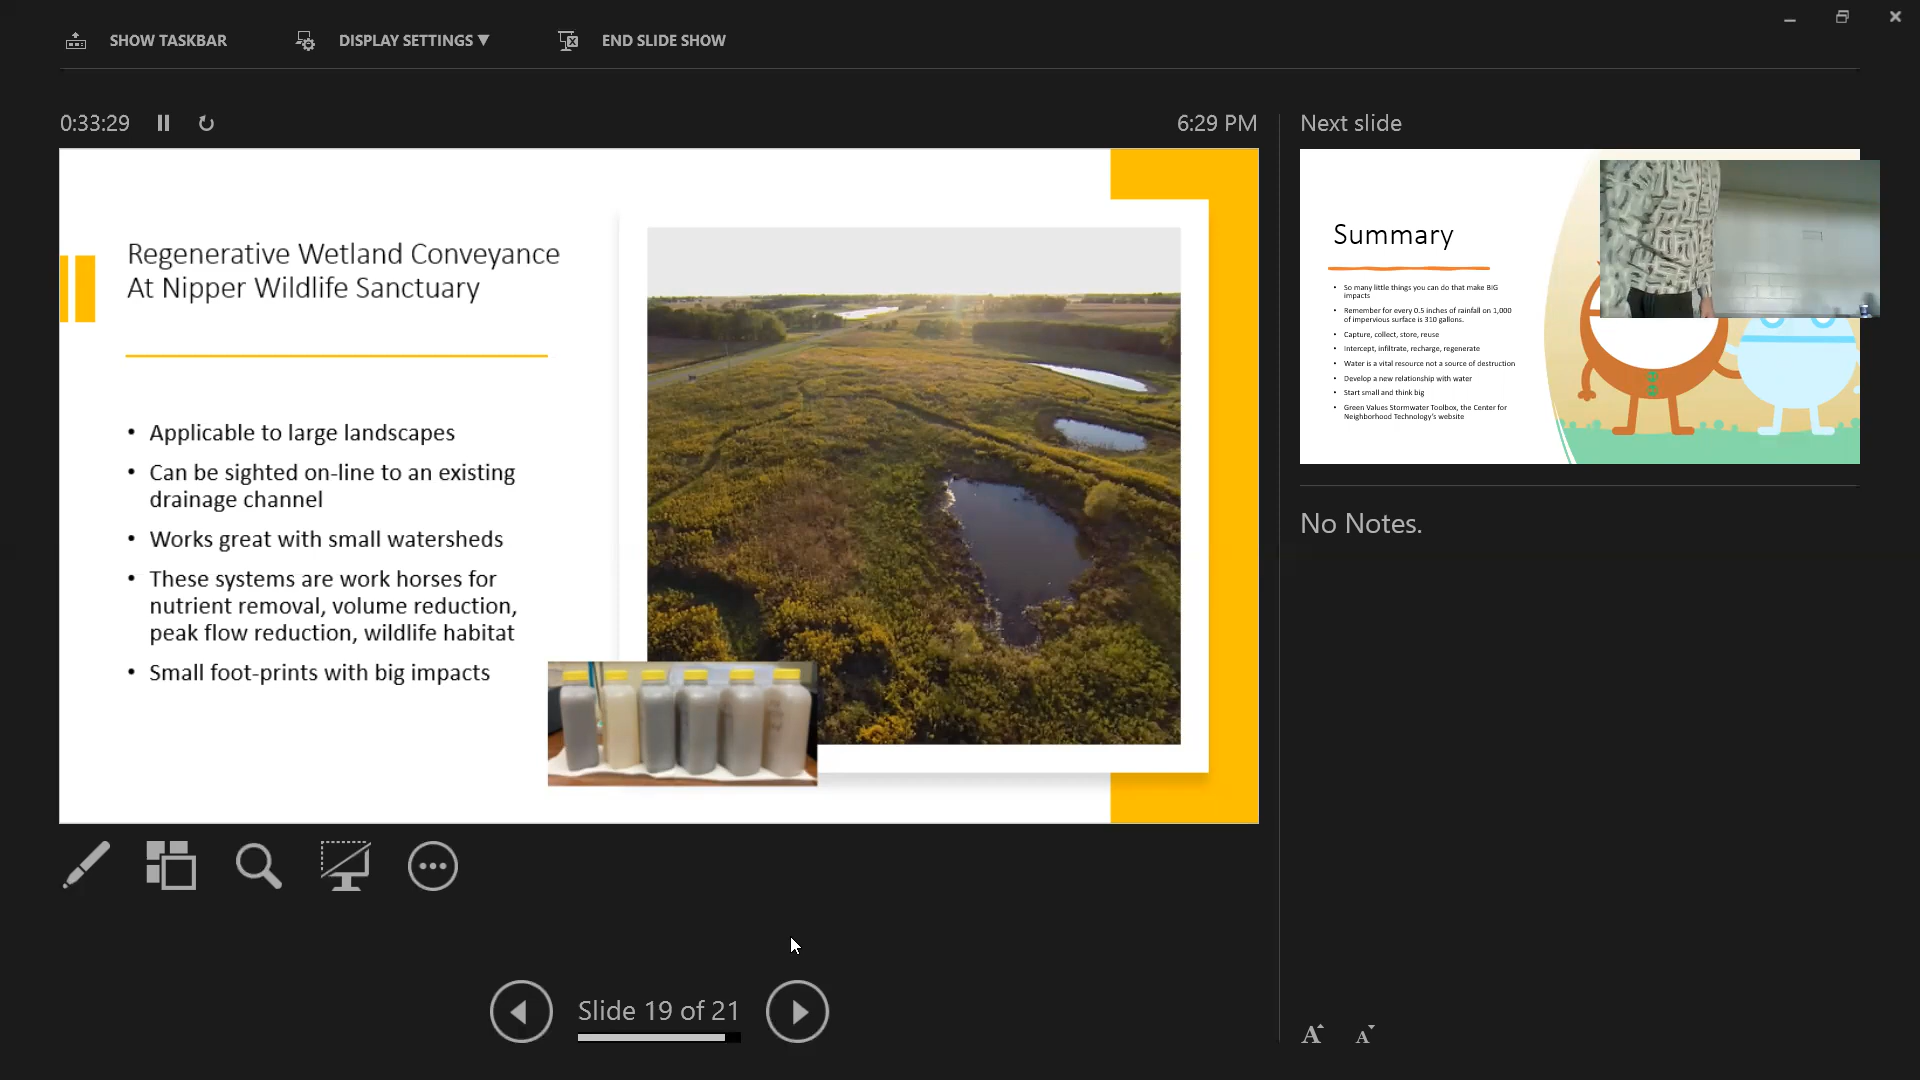 SHOW TASKBAR
DISPLAY SETTINGS ▼
END SLIDE SHOW
0:33:29
6:29 PM
Next slide
Regenerative Wetland Conveyance
At Nipper Wildlife Sanctuary
• Applicable to large landscapes
• Can be sighted on-line to an existing
drainage channel
• Works great with small watersheds
• These systems are work horses for
nutrient removal, volume reduction,
peak flow reduction, wildlife habitat
• Small foot-prints with big impacts
Summary
• So many little things you can do that make BIG
impacts
• Remember for every 0.5 inches of rainfall on 1,000
of impervious surface is 310 gallons.
• Capture, collect, store, reuse
• Intercept, infiltrate, recharge, regenerate
• Water is a vital resource not a source of destruction
• Develop a new relationship with water
• Start small and think big
• Green Values Stormwater Toolbox, the Center for
Neighborhood Technology's website
No Notes.
Slide 19 of 21
A A